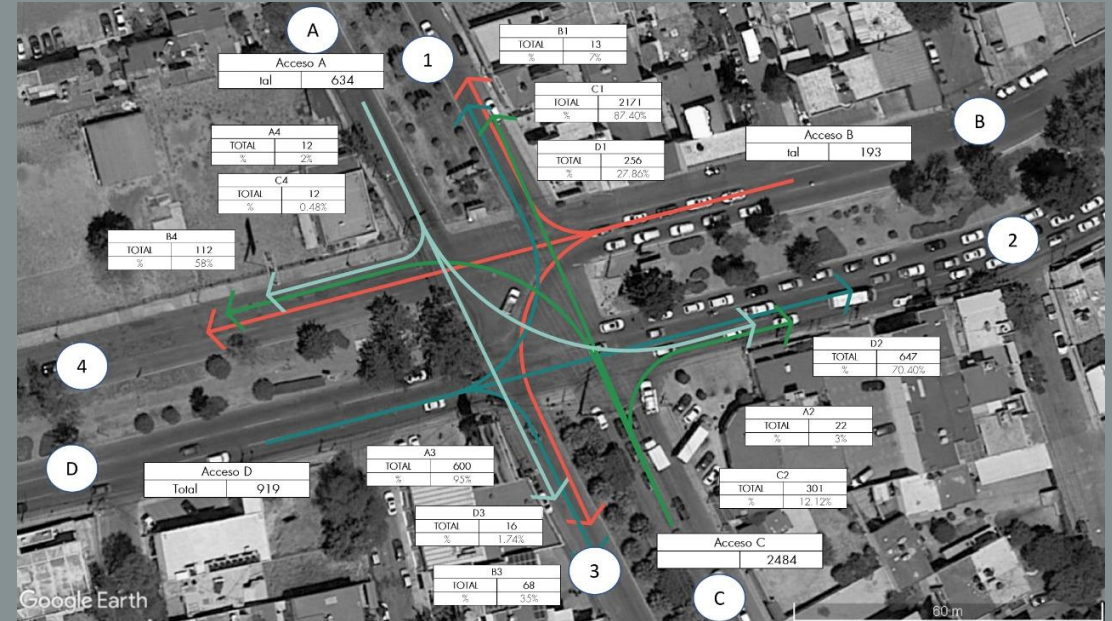 A
1
B1
TOTAL 13
% 7%
Acceso A
tal 634
C1
TOTAL 2171
% 87.40%
A4
TOTAL 12
% 2%
D1
TOTAL 256
% 27.86%
Acceso B
tal 193
B
C4
TOTAL 12
% 0.48%
B4
TOTAL 112
% 58%
2
4
D2
TOTAL 647
% 70.40%
D
Acceso D
Total 919
A3
TOTAL 600
% 95%
A2
TOTAL 22
% 3%
C2
TOTAL 301
% 12.12%
D3
TOTAL 16
% 1.74%
Acceso C
2484
B3
TOTAL 68
% 35%
3
C
Google Earth
60 m